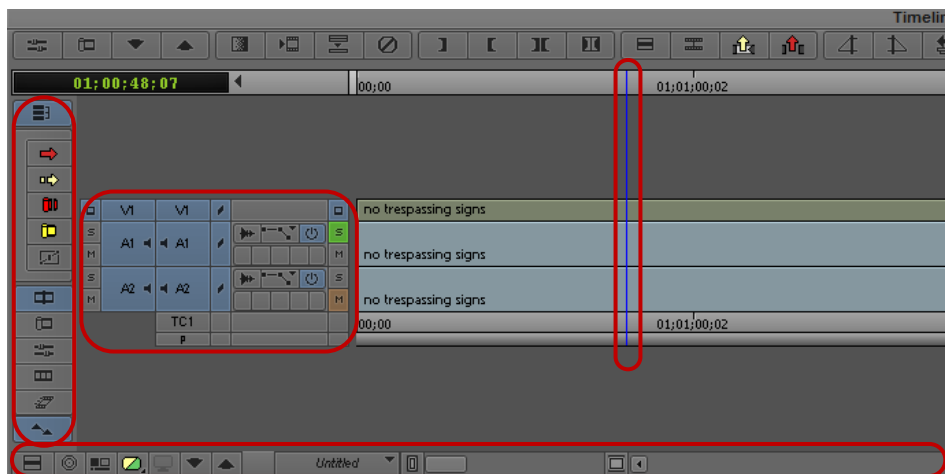 Timelin
01;00;48;07
00;00 01;01;00;02
V1 V1 no trespassing signs
S A1 A1 S
M M no trespassing signs
S A2 A2 S
M M no trespassing signs
TC1 00;00 01;01;00;02
P
Untitled